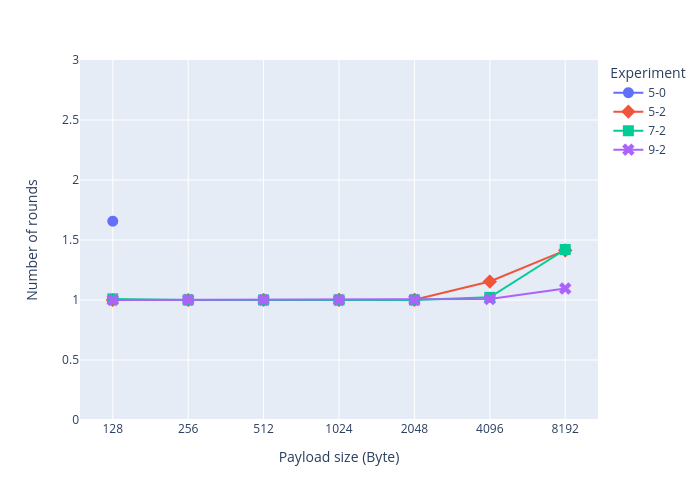 3
2.5
2
1.5
1
0.5
0
Number of rounds
128 256 512 1024 2048 4096 8192
Payload size (Byte)
Experiment
5-0
5-2
7-2
9-2